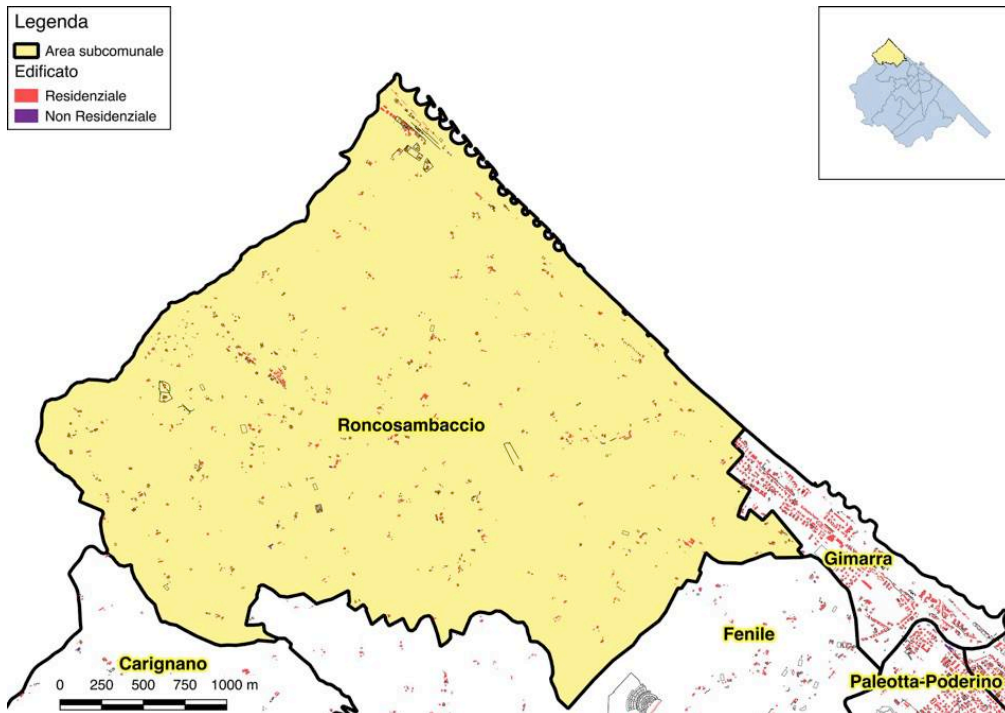 Legenda
Area subcomunale
Edificato
Residenziale
Non Residenziale
Roncosambaccio
Gimarra
Fenile
Carignano
Paleotta-Poderino
0 250 500 750 1000 m